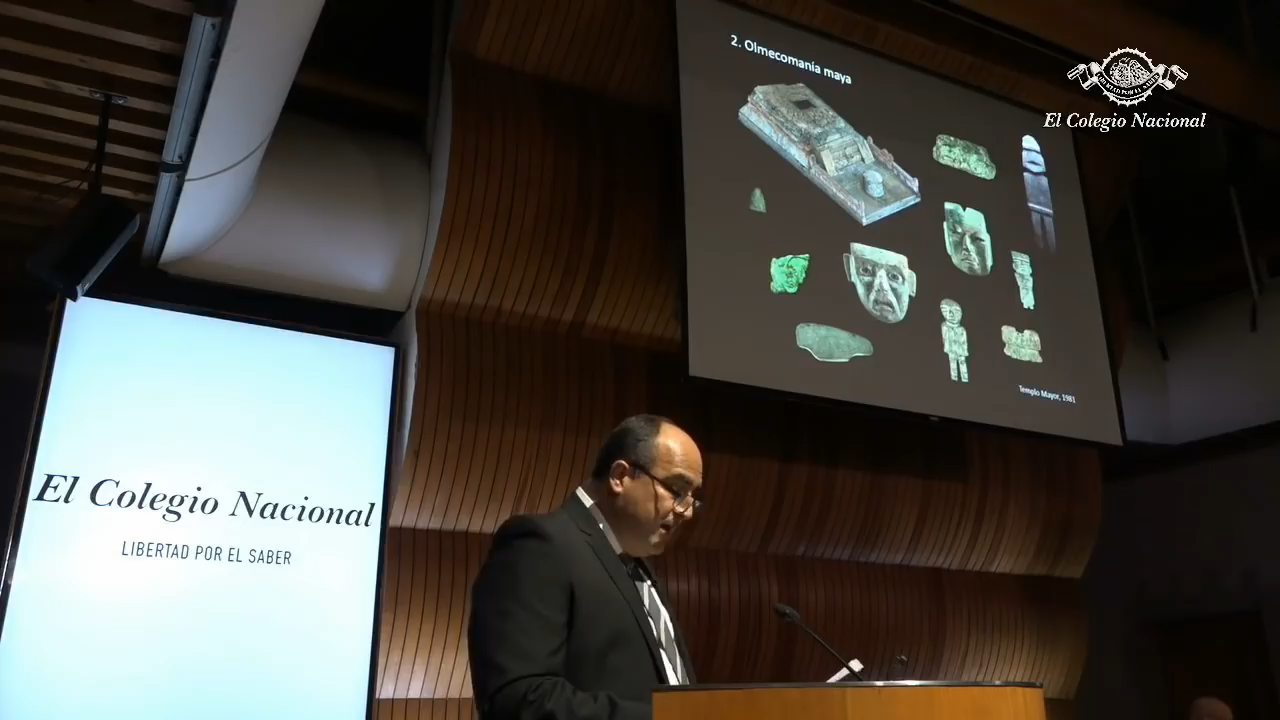 2. Olmecomanía maya
El Colegio Nacional
Templo Mayor, 1981
El Colegio Nacional
LIBERTAD POR EL SABER